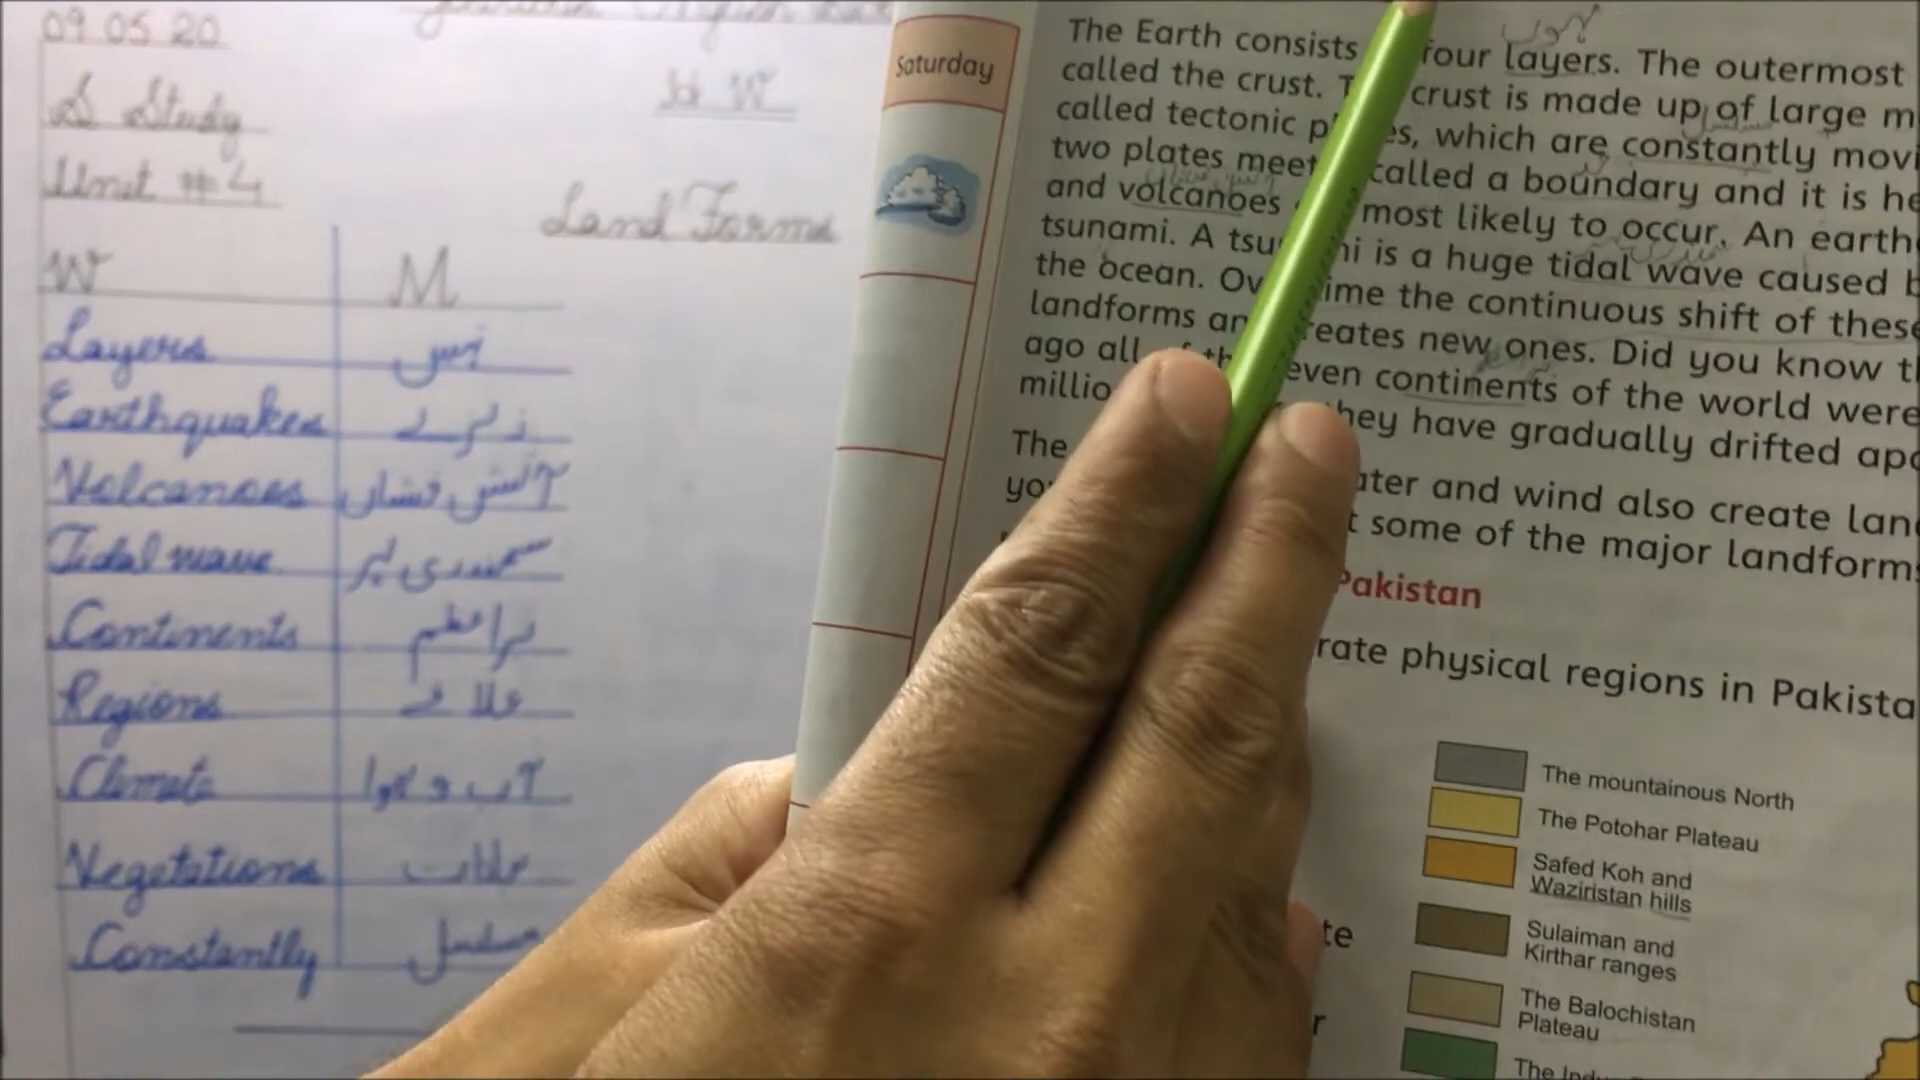 09 05 20
S Study
H W
Unit #4
Land Forms
W M
Layers تہیں
Earthquakes زلزلے
Volcanoes آتش فشاں
Tidal wave سمندری لہر
Continents براعظم
Regions علاقے
Climate آب و ہوا
Vegetations نباتات
Constantly مسلسل
Saturday
The Earth consists four layers. The outermost
called the crust. crust is made up of large m
called tectonic p es, which are constantly movi
two plates meet called a boundary and it is he
and volcanoes most likely to occur. An earth
tsunami. A tsu i is a huge tidal wave caused b
the ocean. Ov ime the continuous shift of these
landforms an reates new ones. Did you know t
ago all even continents of the world were
millio they have gradually drifted apa
The ater and wind also create lan
yo t some of the major landforms
Pakistan
rate physical regions in Pakista
The mountainous North
The Potohar Plateau
Safed Koh and
Waziristan hills
Sulaiman and
Kirthar ranges
The Balochistan
Plateau
The Indu
te
r